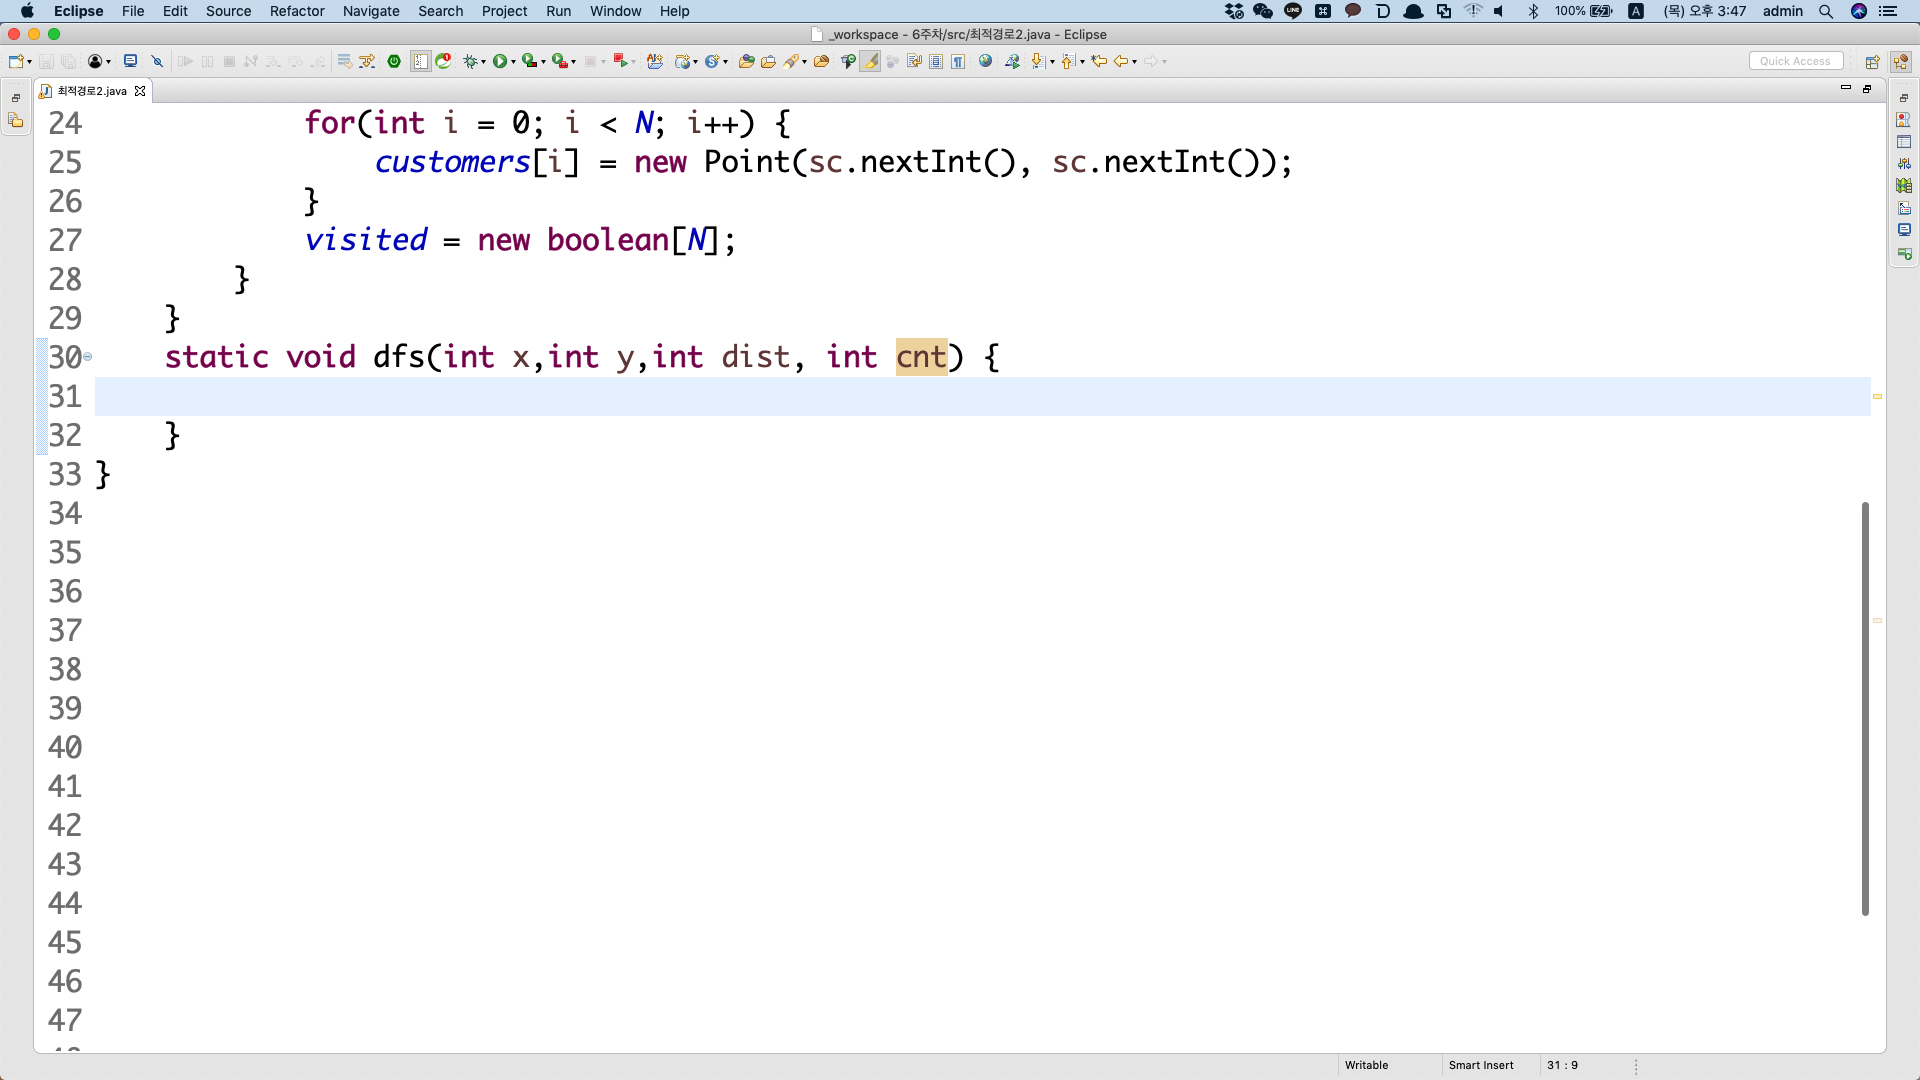 Eclipse File Edit Source Refactor Navigate Search Project Run Window Help 100% A (목) 오후 3:47 admin
_workspace - 6주차/src/최적경로2.java - Eclipse
Quick Access
최적경로2.java
24 for(int i = 0; i < N; i++) {
25 customers[i] = new Point(sc.nextInt(), sc.nextInt());
26 }
27 visited = new boolean[N];
28 }
29 }
30 static void dfs(int x,int y,int dist, int cnt) {
31
32 }
33 }
34
35
36
37
38
39
40
41
42
43
44
45
46
47
Writable Smart Insert 31 : 9